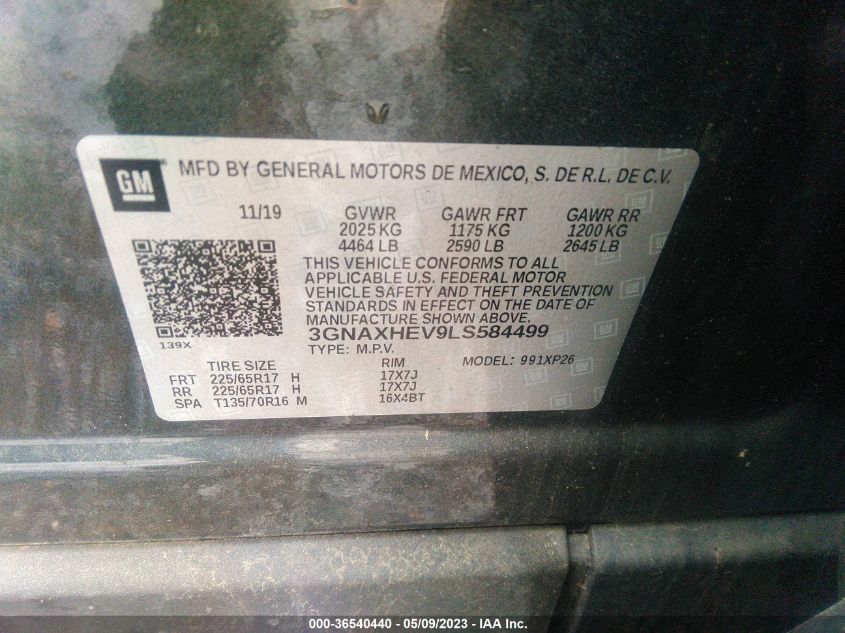 GM
MFD BY GENERAL MOTORS DE MEXICO, S. DE R.L. DE C.V.
11/19 GVWR GAWR FRT GAWR RR
2025 KG 1175 KG 1200 KG
4464 LB 2590 LB 2645 LB
THIS VEHICLE CONFORMS TO ALL
APPLICABLE U.S. FEDERAL MOTOR
VEHICLE SAFETY AND THEFT PREVENTION
STANDARDS IN EFFECT ON THE DATE OF
MANUFACTURE SHOWN ABOVE.
3GNAXHEV9LS584499
139X
TYPE: M.P.V. MODEL: 991XP26
TIRE SIZE RIM
FRT 225/65R17 H 17X7J
RR 225/65R17 H 17X7J
SPA T135/70R16 M 16X4BT
000-36540440 - 05/09/2023 - IAA Inc.